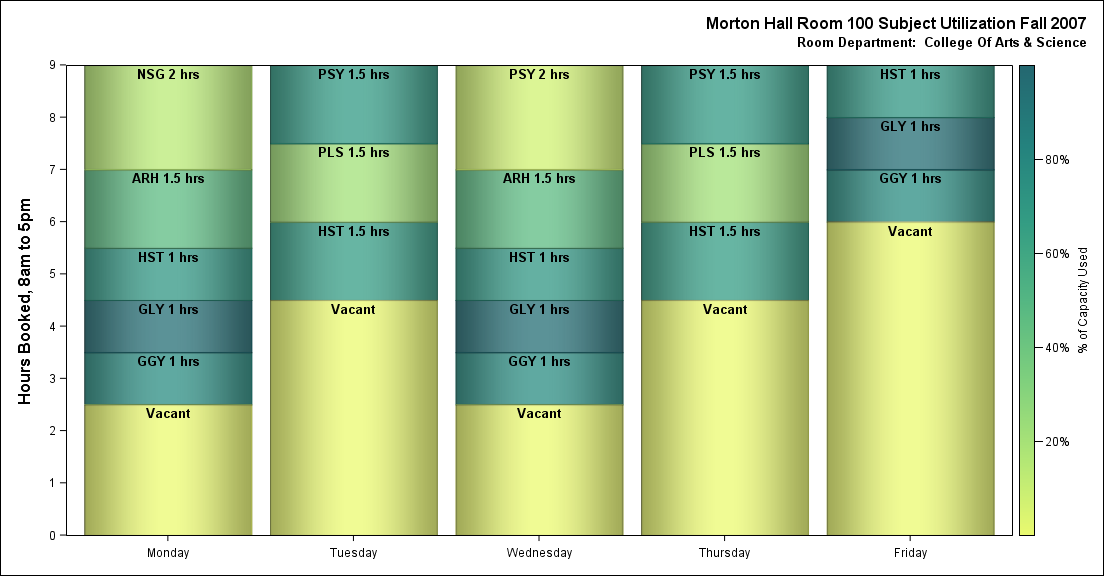 Morton Hall Room 100 Subject Utilization Fall 2007
Room Department:  College Of Arts & Science
Hours Booked, 8am to 5pm
9
8
7
6
5
4
3
2
1
0
NSG 2 hrs
ARH 1.5 hrs
HST 1 hrs
GLY 1 hrs
GGY 1 hrs
Vacant
PSY 1.5 hrs
PLS 1.5 hrs
HST 1.5 hrs
Vacant
PSY 2 hrs
ARH 1.5 hrs
HST 1 hrs
GLY 1 hrs
GGY 1 hrs
Vacant
PSY 1.5 hrs
PLS 1.5 hrs
HST 1.5 hrs
Vacant
HST 1 hrs
GLY 1 hrs
GGY 1 hrs
Vacant
Monday
Tuesday
Wednesday
Thursday
Friday
80%
60%
40%
20%
% of Capacity Used